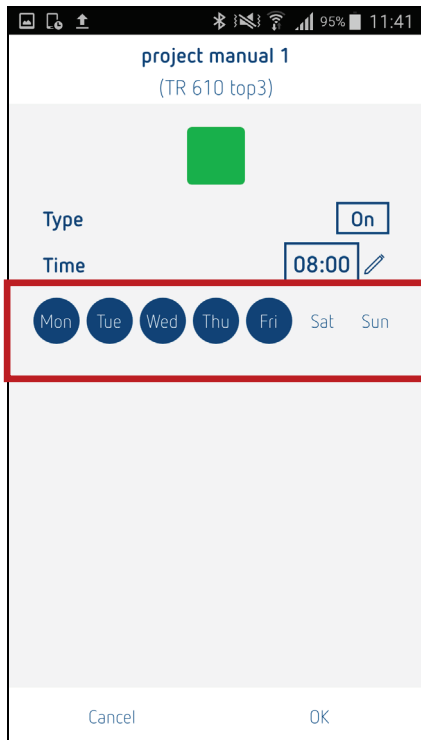 95% 11:41
project manual 1
(TR 610 top3)
Type On
Time 08:00
Mon Tue Wed Thu Fri Sat Sun
Cancel OK